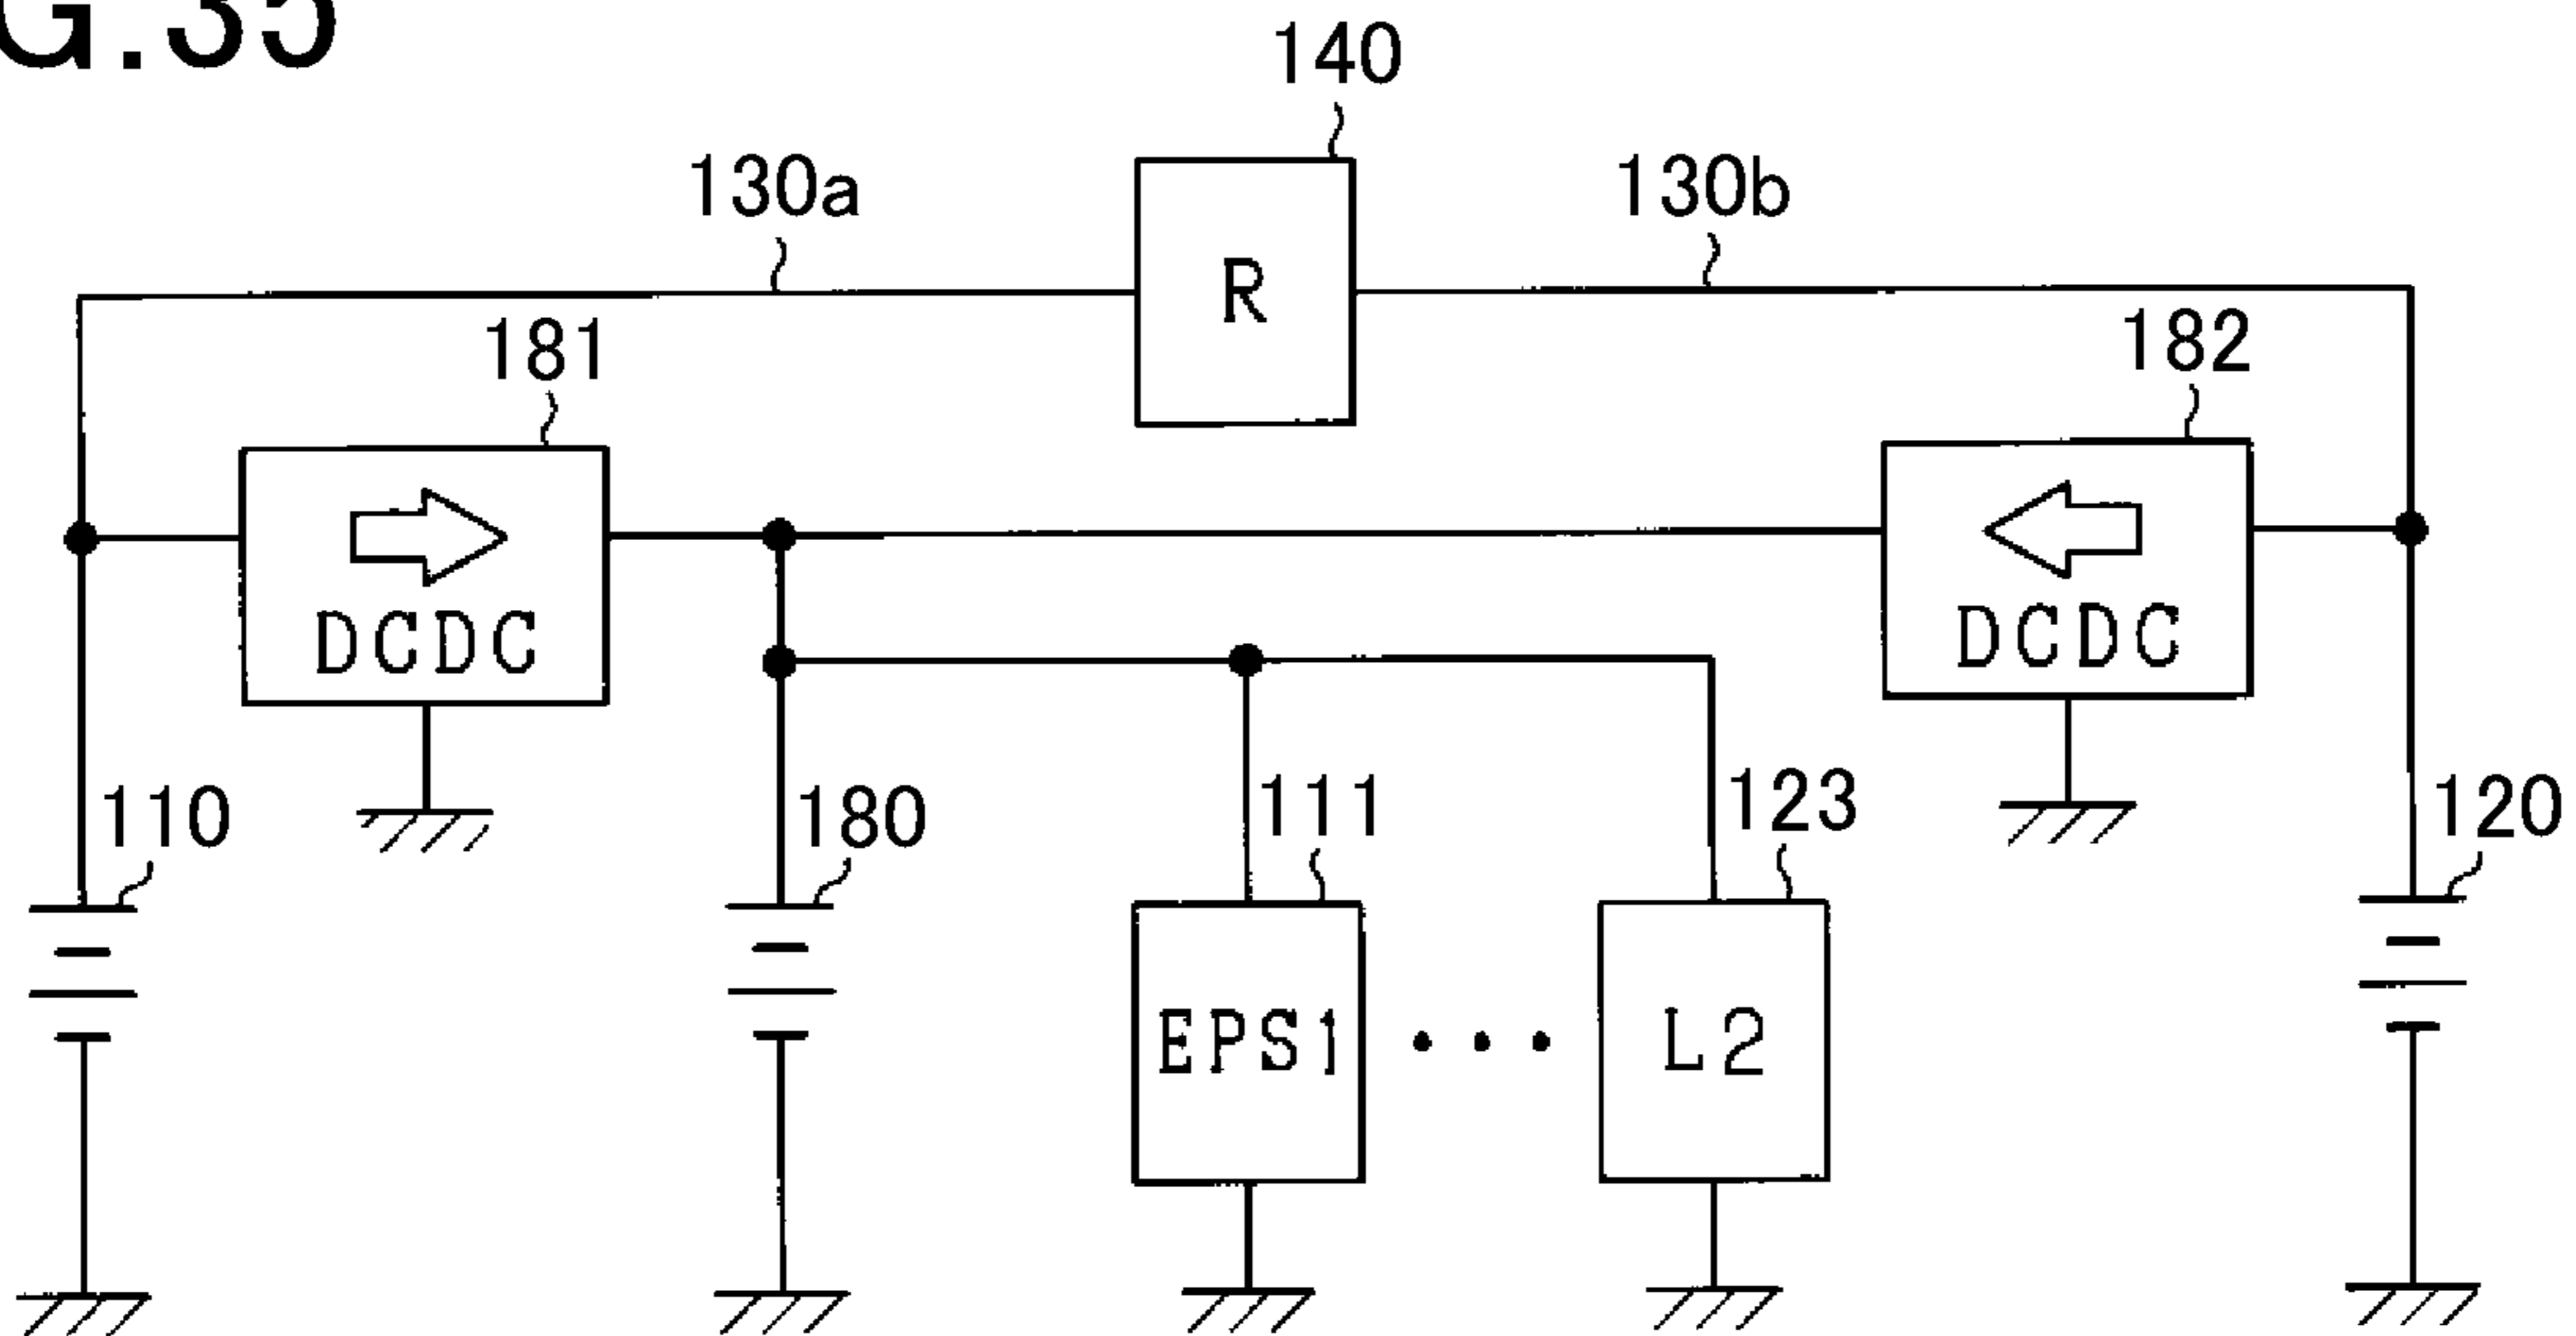 G.35
140
130a
130b
R
181
182
DCDC
DCDC
110
180
111
123
120
EPS1
• • •
L2